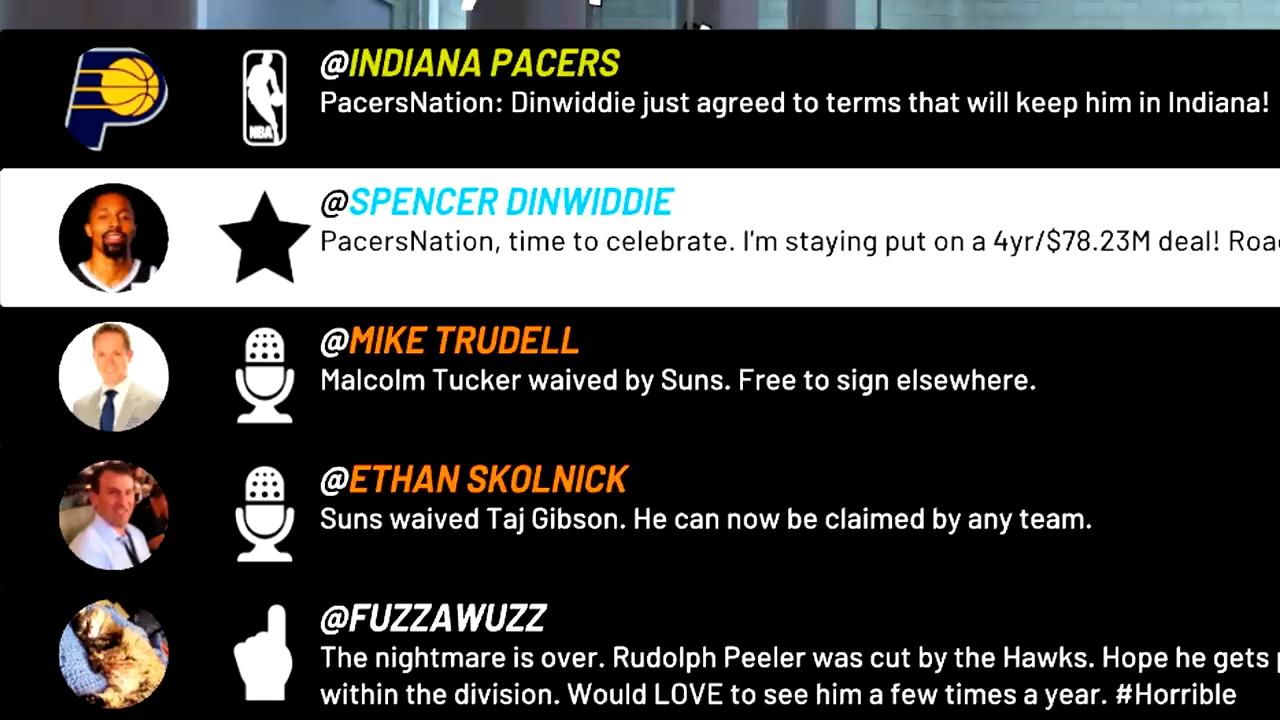 @INDIANA PACERS
PacersNation: Dinwiddie just agreed to terms that will keep him in Indiana!
NBA
@SPENCER DINWIDDIE
PacersNation, time to celebrate. I'm staying put on a 4yr/$78.23M deal!
@MIKE TRUDELL
Malcolm Tucker waived by Suns. Free to sign elsewhere.
@ETHAN SKOLNICK
Suns waived Taj Gibson. He can now be claimed by any team.
@FUZZAWUZZ
The nightmare is over. Rudolph Peeler was cut by the Hawks. Hope he gets
within the division. Would LOVE to see him a few times a year. #Horrible